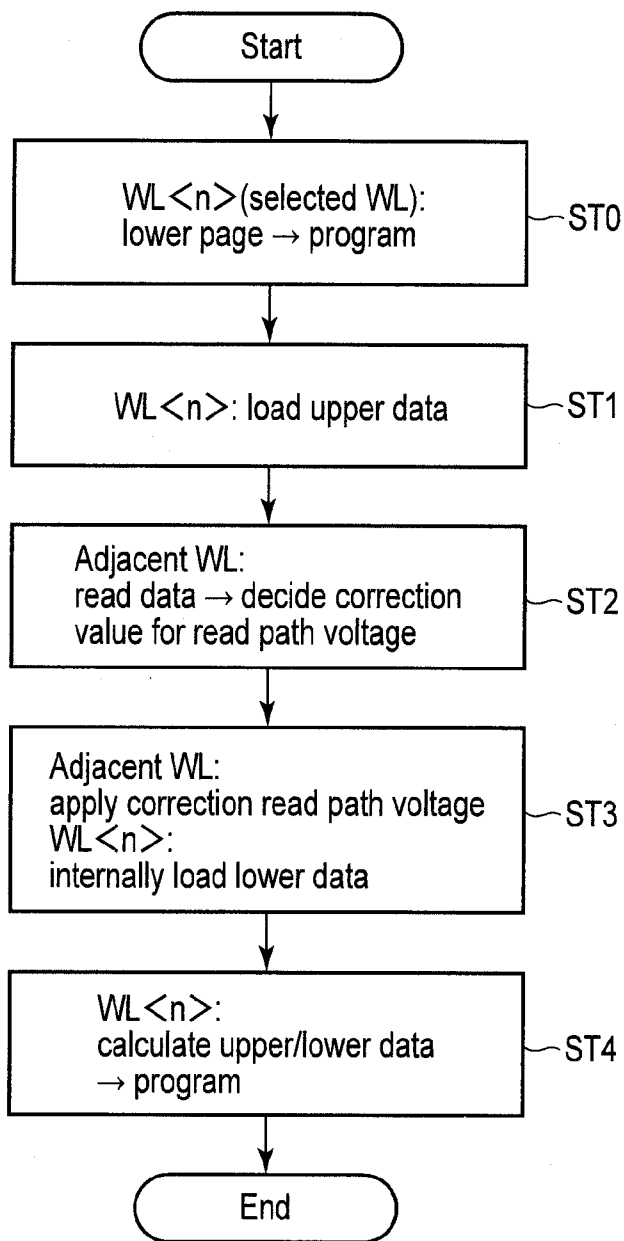 Start
WL<n>(selected WL):
lower page → program
ST0
WL<n>: load upper data
ST1
Adjacent WL:
read data → decide correction
value for read path voltage
ST2
Adjacent WL:
apply correction read path voltage
WL<n>:
internally load lower data
ST3
WL<n>:
calculate upper/lower data
→ program
ST4
End